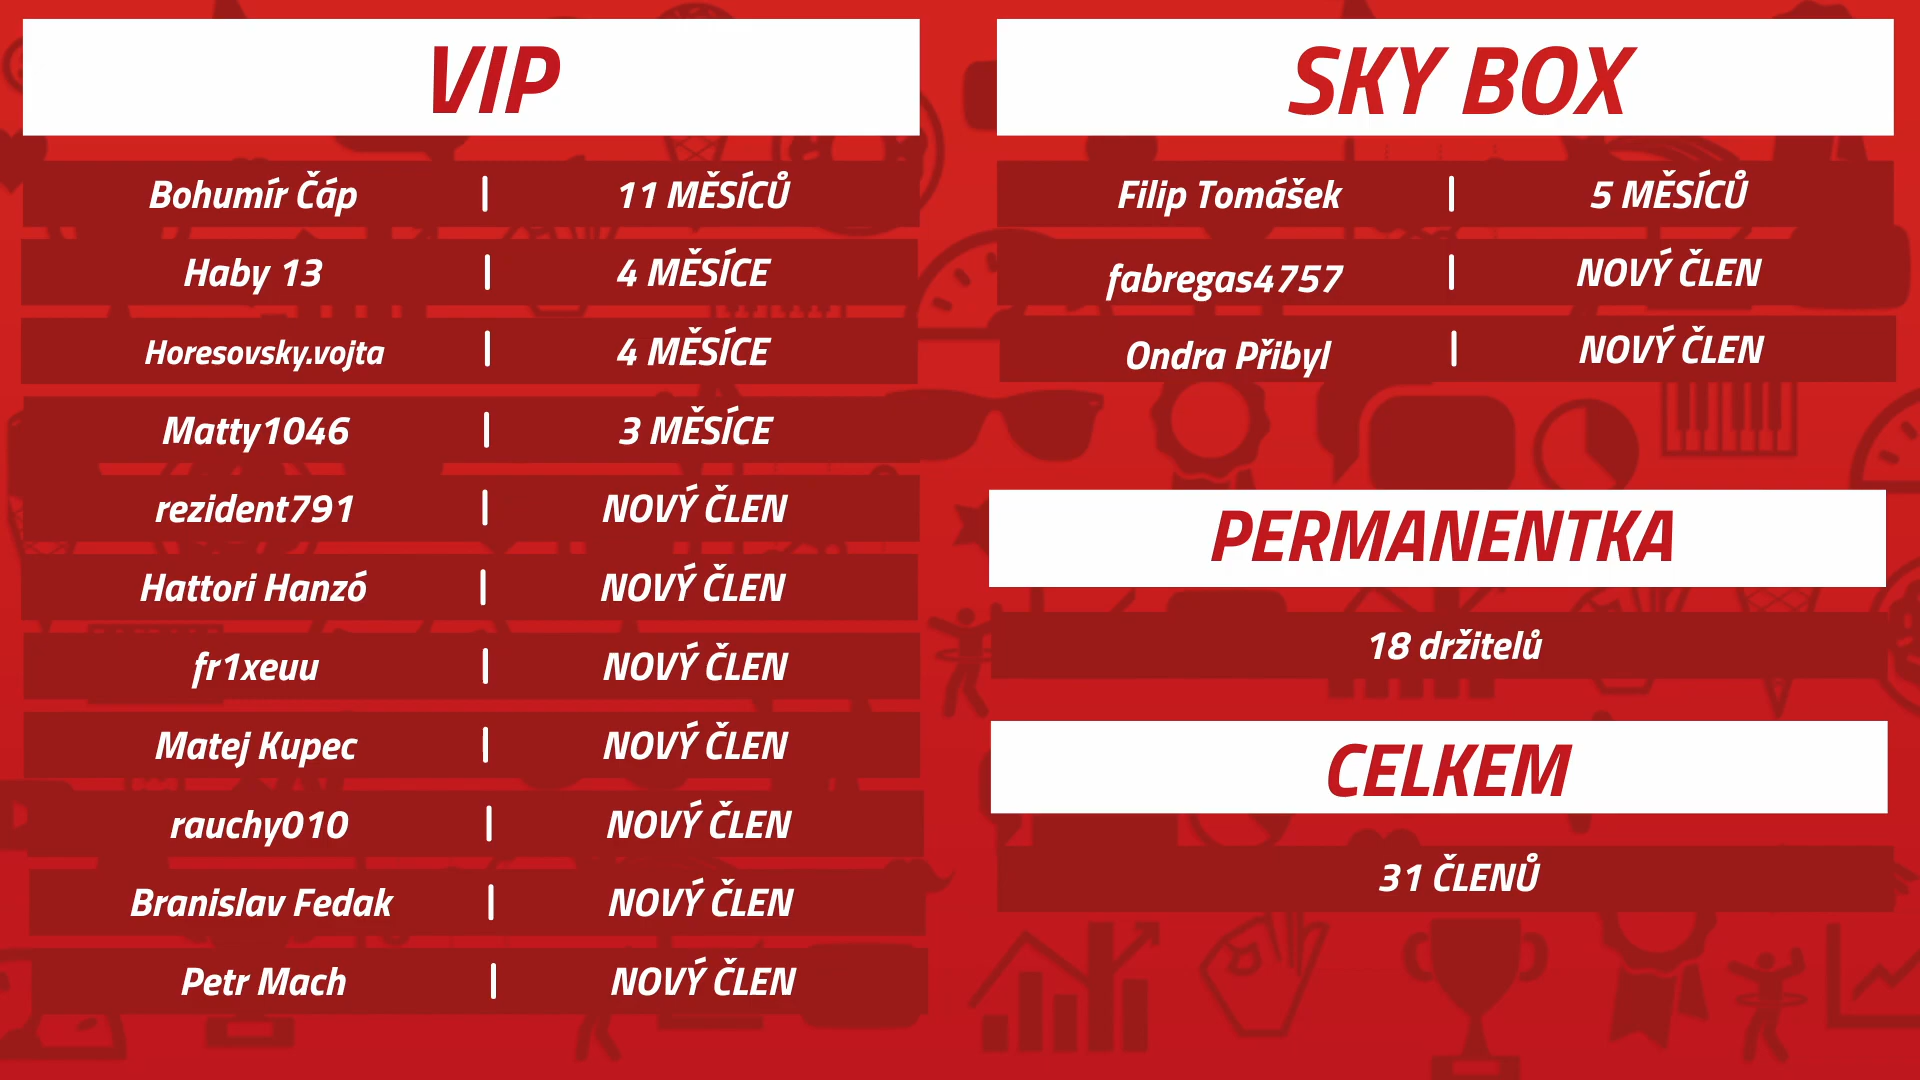 VIP
Bohumír Čáp | 11 MĚSÍCŮ
Haby 13 | 4 MĚSÍCE
Horesovsky.vojta | 4 MĚSÍCE
Matty1046 | 3 MĚSÍCE
rezident791 | NOVÝ ČLEN
Hattori Hanzó | NOVÝ ČLEN
fr1xeuu | NOVÝ ČLEN
Matej Kupec | NOVÝ ČLEN
rauchy010 | NOVÝ ČLEN
Branislav Fedak | NOVÝ ČLEN
Petr Mach | NOVÝ ČLEN
SKY BOX
Filip Tomášek | 5 MĚSÍCŮ
fabregas4757 | NOVÝ ČLEN
Ondra Přibyl | NOVÝ ČLEN
PERMANENTKA
18 držitelů
CELKEM
31 ČLENŮ